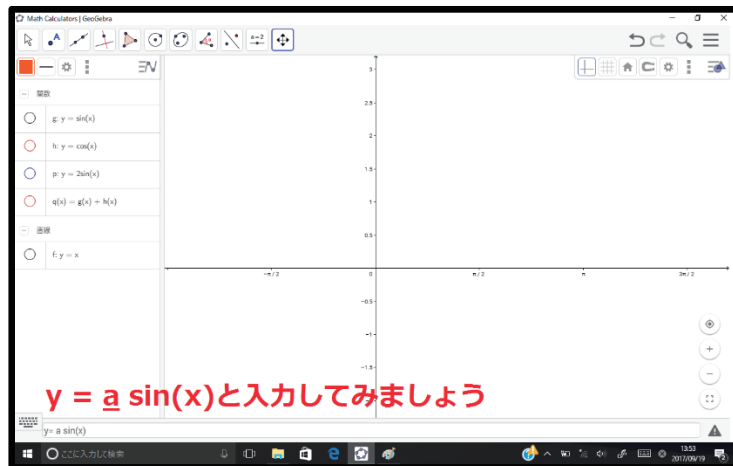 Math Calculators | GeoGebra
A
a=2
関数
g: y = sin(x)
h: y = cos(x)
p: y = 2sin(x)
q(x) = g(x) + h(x)
直線
f: y = x
3
2.5
2
1.5
1
0.5
0
-0.5
-1
-1.5
-π/2
π/2
π
3π/2
y = a sin(x)と入力してみましょう
y= a sin(x)
ここに入力して検索
13:53
2017/09/19